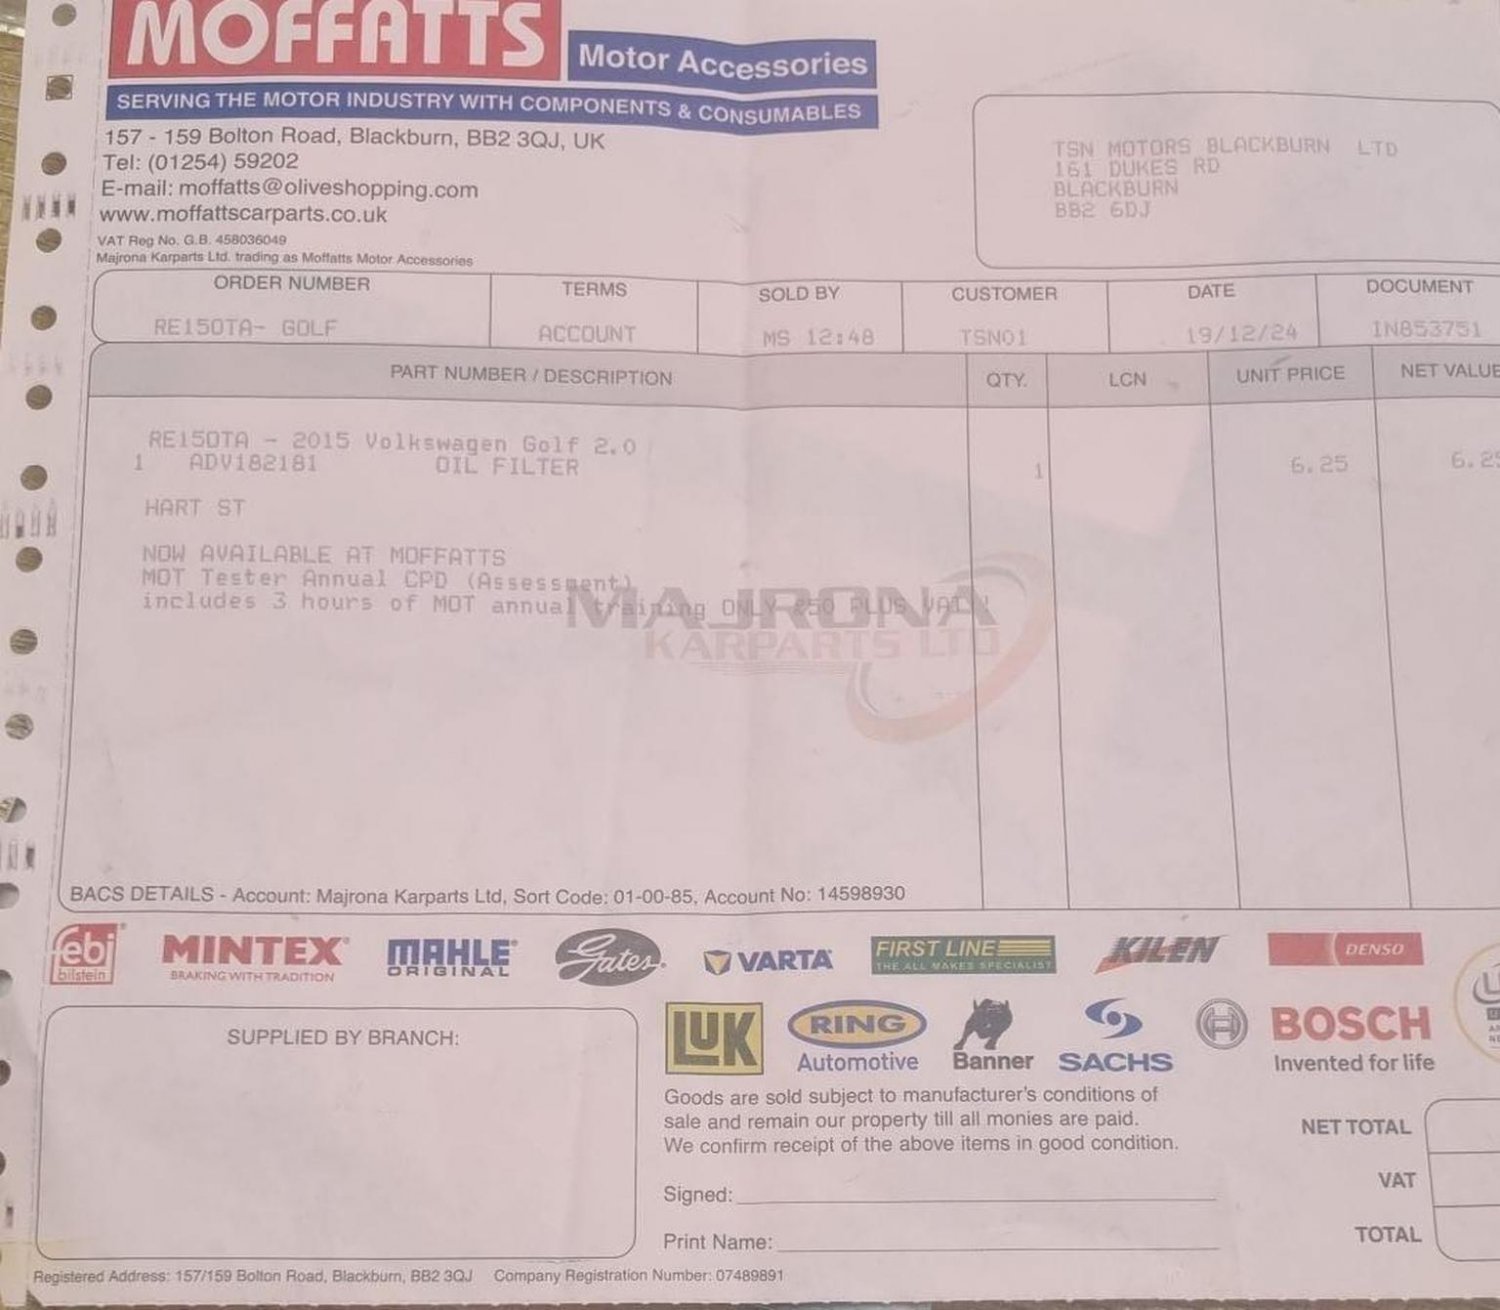 MOFFATTS
Motor Accessories
SERVING THE MOTOR INDUSTRY WITH COMPONENTS & CONSUMABLES
157 - 159 Bolton Road, Blackburn, BB2 3QJ, UK
Tel: (01254) 59202
E-mail: moffatts@oliveshopping.com
www.moffattscarparts.co.uk
VAT Reg No. G.B. 458036049
Majrona Karparts Ltd. trading as Moffatts Motor Accessories
TSN MOTORS BLACKBURN LTD
161 DUKES RD
BLACKBURN
BB2 6DJ
ORDER NUMBER TERMS SOLD BY CUSTOMER DATE DOCUMENT
RE150TA- GOLF ACCOUNT MS 12:48 TSN01 19/12/24 IN853751
PART NUMBER / DESCRIPTION QTY. LCN UNIT PRICE NET VALUE
RE150TA - 2015 Volkswagen Golf 2.0
1 ADV182181 OIL FILTER 1 6.25 6.25
HART ST
NOW AVAILABLE AT MOFFATTS
MOT Tester Annual CPD (Assessment)
includes 3 hours of MOT annual training ONLY £50 PLUS VAT!
MAJRONA
KARPARTS LTD
BACS DETAILS - Account: Majrona Karparts Ltd, Sort Code: 01-00-85, Account No: 14598930
febi
bilstein
MINTEX
BRAKING WITH TRADITION
MAHLE
ORIGINAL
Gates
VARTA
FIRST LINE
THE ALL MAKES SPECIALIST
KILEN
DENSO
LUK
RING
Automotive
Banner
SACHS
BOSCH
Invented for life
SUPPLIED BY BRANCH:
Goods are sold subject to manufacturer's conditions of
sale and remain our property till all monies are paid.
We confirm receipt of the above items in good condition.
Signed:
Print Name:
NET TOTAL
VAT
TOTAL
Registered Address: 157/159 Bolton Road, Blackburn, BB2 3QJ Company Registration Number: 07489891